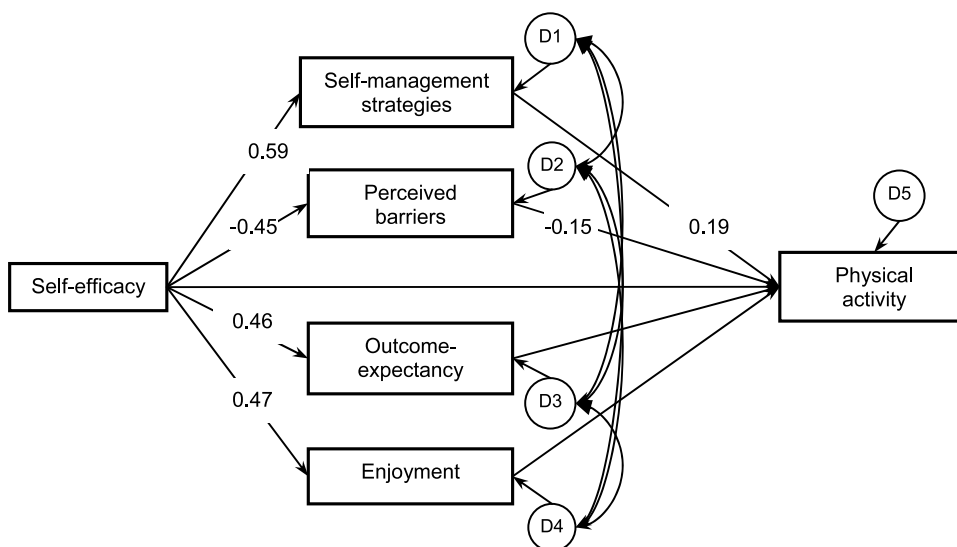 D1
Self-management
strategies
0.59
D2
Perceived
barriers
-0.45
-0.15
0.19
D5
Self-efficacy
Physical
activity
0.46
Outcome-
expectancy
D3
0.47
Enjoyment
D4